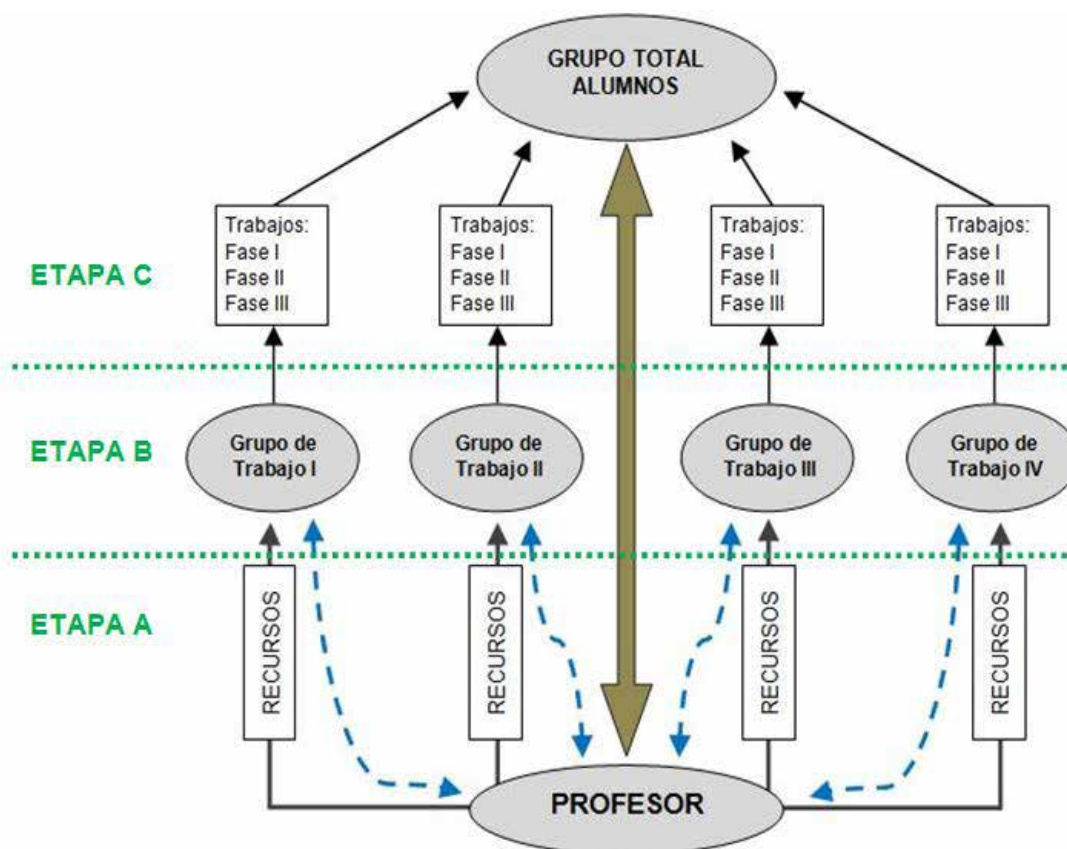 GRUPO TOTAL
ALUMNOS
Trabajos:
Fase I
Fase II
Fase III
Trabajos:
Fase I
Fase II
Fase III
Trabajos:
Fase I
Fase II
Fase III
Trabajos:
Fase I
Fase II
Fase III
ETAPA C
Grupo de
Trabajo I
Grupo de
Trabajo II
Grupo de
Trabajo III
Grupo de
Trabajo IV
ETAPA B
ETAPA A
RECURSOS
RECURSOS
RECURSOS
RECURSOS
PROFESOR